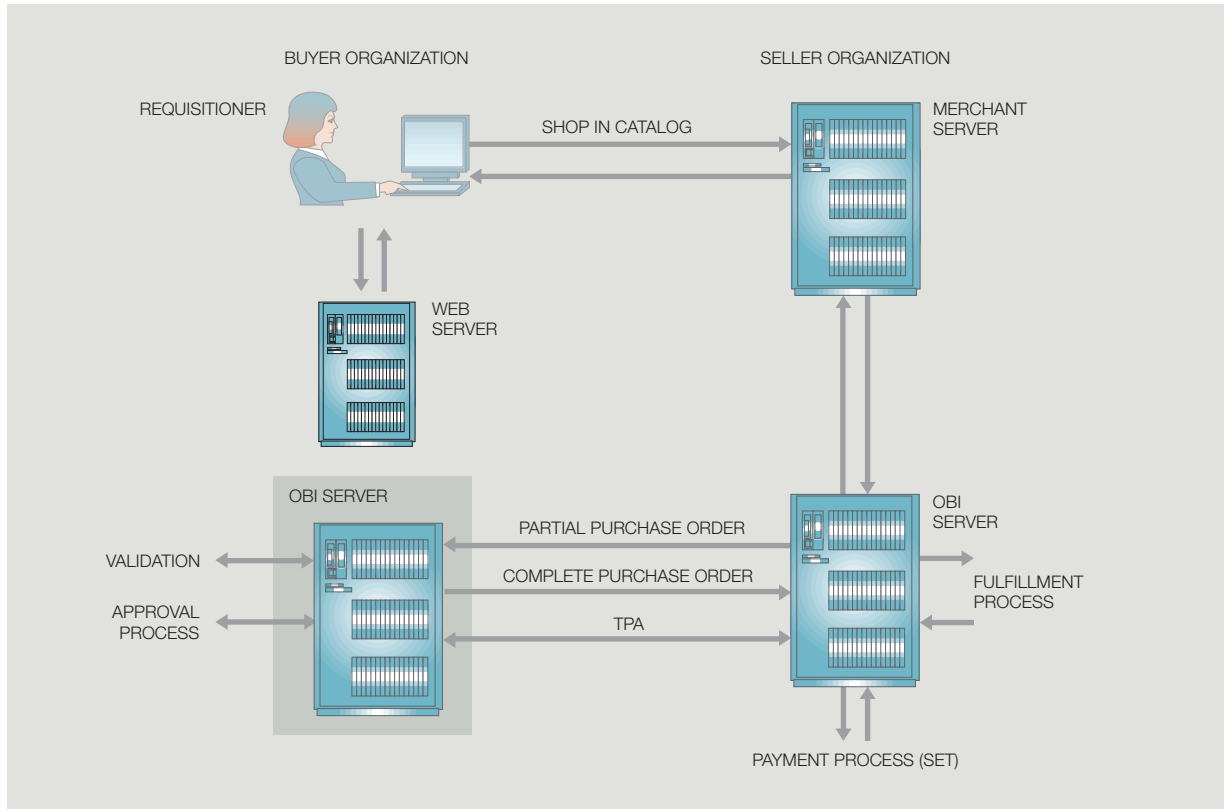 BUYER ORGANIZATION
SELLER ORGANIZATION
REQUISITIONER
MERCHANT
SERVER
SHOP IN CATALOG
WEB
SERVER
OBI SERVER
OBI
SERVER
PARTIAL PURCHASE ORDER
VALIDATION
COMPLETE PURCHASE ORDER
FULFILLMENT
PROCESS
APPROVAL
PROCESS
TPA
PAYMENT PROCESS (SET)